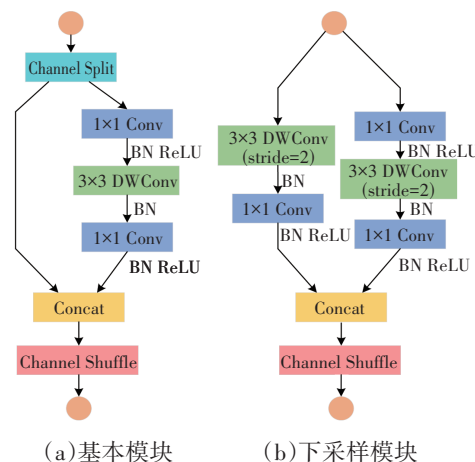 Channel Split
1×1 Conv
BN ReLU
3×3 DWConv
BN
1×1 Conv
BN ReLU
Concat
Channel Shuffle
(a)基本模块
3×3 DWConv
(stride=2)
BN
1×1 Conv
BN ReLU
1×1 Conv
BN ReLU
3×3 DWConv
(stride=2)
BN
1×1 Conv
BN ReLU
Concat
Channel Shuffle
(b)下采样模块